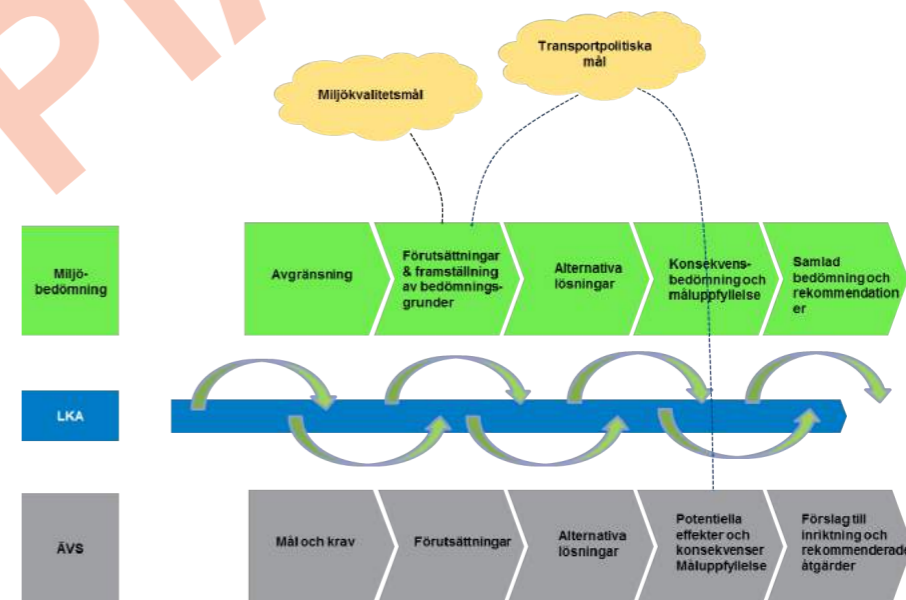 PIA
Transportpolitiska
mål
Miljökvalitetsmål
Miljö-
bedömning
Avgränsning
Förutsättningar
& framställning
av bedömnings-
grunder
Alternativa
lösningar
Konsekvens-
bedömning och
måluppfyllelse
Samlad
bedömning och
rekommendation
er
LKA
ÅVS
Mål och krav
Förutsättningar
Alternativa
lösningar
Potentiella
effekter och
konsekvenser
Måluppfyllelse
Förslag till
inriktning och
rekommenderade
åtgärder